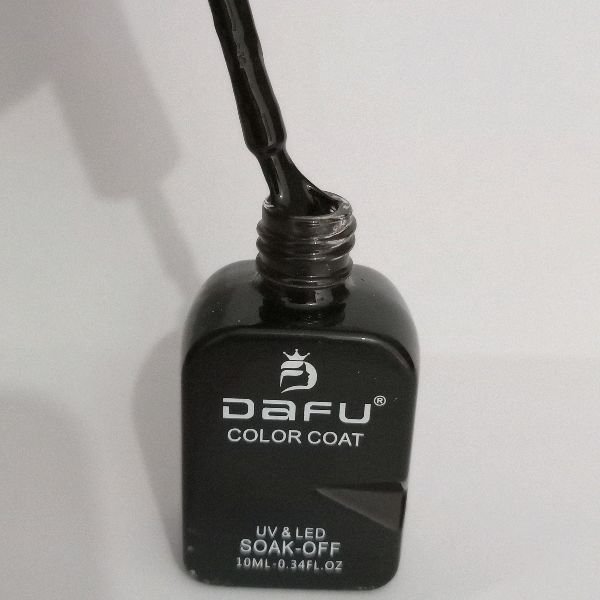 DAFU®
COLOR COAT
UV & LED
SOAK-OFF
10ML-0.34FL.OZ